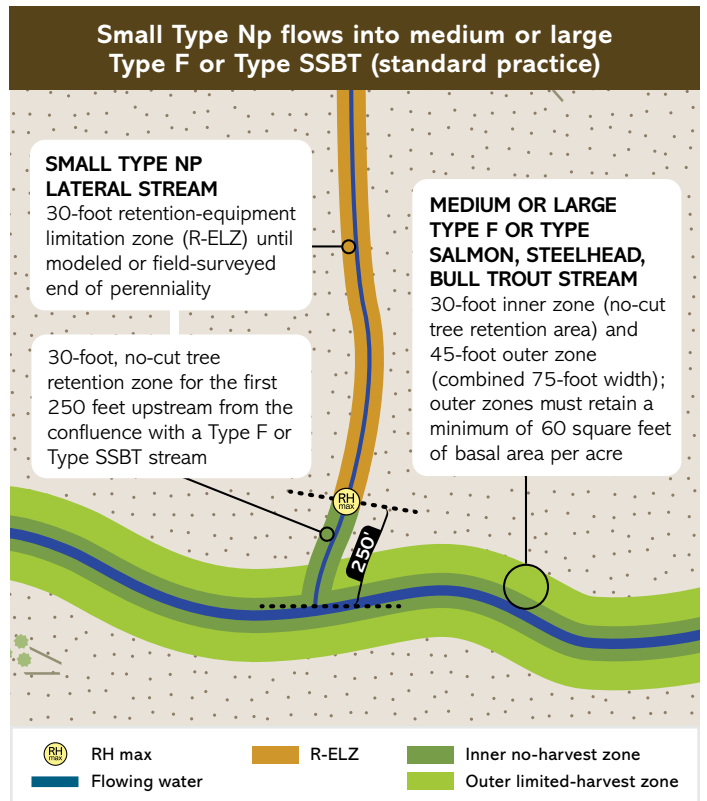 Small Type Np flows into medium or large
Type F or Type SSBT (standard practice)
SMALL TYPE NP
LATERAL STREAM
30-foot retention-equipment
limitation zone (R-ELZ) until
modeled or field-surveyed
end of perenniality
30-foot, no-cut tree
retention zone for the first
250 feet upstream from the
confluence with a Type F or
Type SSBT stream
MEDIUM OR LARGE
TYPE F OR TYPE
SALMON, STEELHEAD,
BULL TROUT STREAM
30-foot inner zone (no-cut
tree retention area) and
45-foot outer zone
(combined 75-foot width);
outer zones must retain a
minimum of 60 square feet
of basal area per acre
RH
max
250'
RH
max
RH max
R-ELZ
Inner no-harvest zone
Flowing water
Outer limited-harvest zone